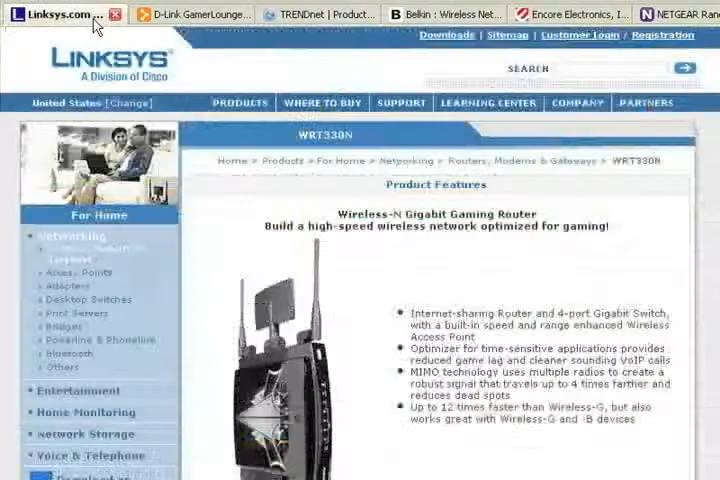 Linksys.com ...
D-Link GamerLounge...
TRENDnet | Product...
Belkin : Wireless Net...
Encore Electronics, I...
NETGEAR Ran
Downloads | Sitemap | Customer Login / Registration
LINKSYS®
A Division of Cisco
SEARCH
United States [Change]
PRODUCTS
WHERE TO BUY
SUPPORT
LEARNING CENTER
COMPANY
PARTNERS
WRT330N
Home > Products > For Home > Networking > Routers, Modems & Gateways > WRT330N
Product Features
For Home
Wireless-N Gigabit Gaming Router
Build a high-speed wireless network optimized for gaming!
Networking
Access Points
Adapters
Desktop Switches
Print Servers
Bridges
Powerline & Phoneline
Bluetooth
Others
Internet-sharing Router and 4-port Gigabit Switch,
with a built-in speed and range enhanced Wireless
Access Point
Optimizer for time-sensitive applications provides
reduced game lag and cleaner sounding VoIP calls
MIMO technology uses multiple radios to create a
robust signal that travels up to 4 times farther and
reduces dead spots
Up to 12 times faster than Wireless-G, but also
works great with Wireless-G and -B devices
Entertainment
Home Monitoring
Network Storage
Voice & Telephone
Download an